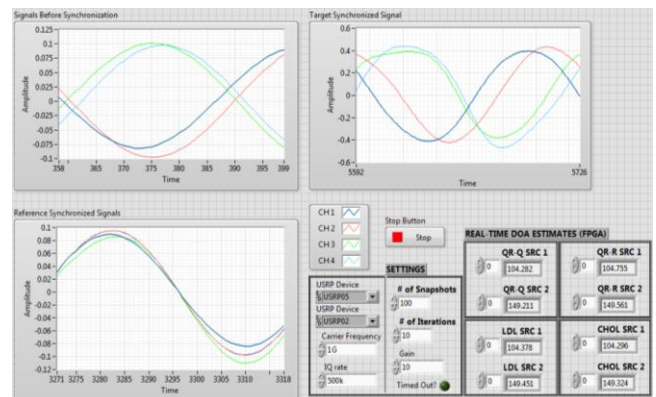 Signals Before Synchronization
Amplitude
0.125
0.1
0.075
0.05
0.025
0
-0.025
-0.05
-0.075
-0.1
358 365 370 375 380 385 390 395 399
Time
Target Synchronized Signal
Amplitude
0.6
0.4
0.2
0
-0.2
-0.4
-0.6
5592 5726
Time
Reference Synchronized Signals
Amplitude
0.1
0.08
0.06
0.04
0.02
0
-0.02
-0.04
-0.06
-0.08
-0.1
-0.12
3271 3275 3280 3285 3290 3295 3300 3305 3310 3318
Time
CH 1
CH 2
CH 3
CH 4
Stop Button
Stop
SETTINGS
USRP Device
USRP05
USRP Device
USRP02
Carrier Frequency
1G
IQ rate
500k
# of Snapshots
100
# of Iterations
10
Gain
10
Timed Out?
REAL-TIME DOA ESTIMATES (FPGA)
QR-Q SRC 1
0 104.282
QR-Q SRC 2
0 149.211
QR-R SRC 1
0 104.755
QR-R SRC 2
0 149.561
LDL SRC 1
0 104.378
LDL SRC 2
0 149.451
CHOL SRC 1
0 104.296
CHOL SRC 2
0 149.324